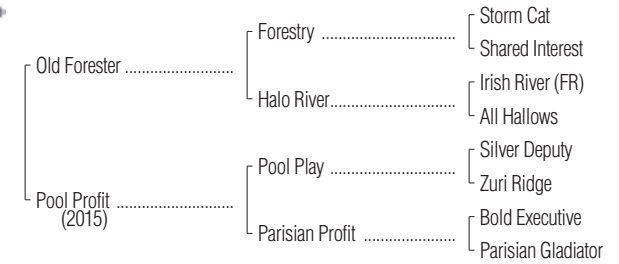 Storm Cat
Forestry ..............................
Shared Interest
Old Forester ........................
Irish River (FR)
Halo River............................
All Hallows
Silver Deputy
Pool Play ............................
Zuri Ridge
Pool Profit ..........................
(2015)
Bold Executive
Parisian Profit ....................
Parisian Gladiator